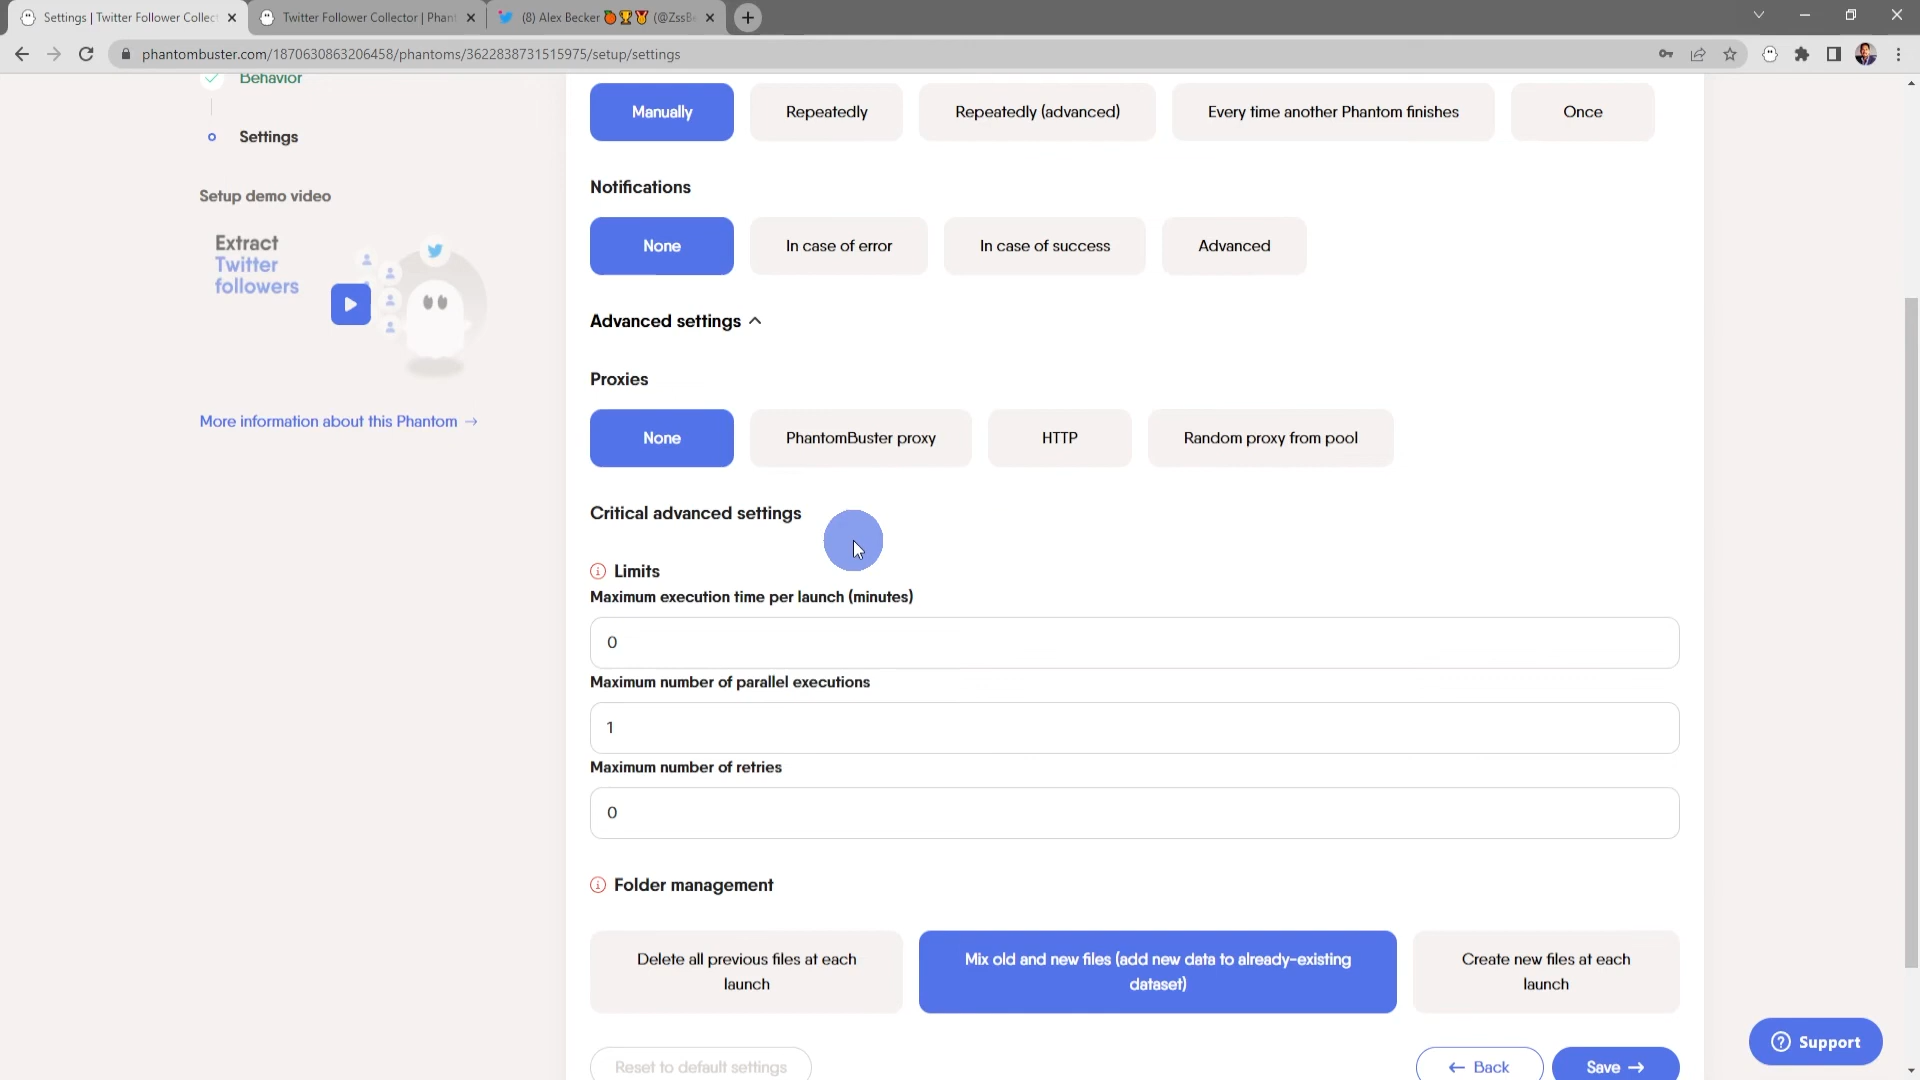 Settings | Twitter Follower Collect
Twitter Follower Collector | Phant
(8) Alex Becker🍊🏆🏅 (@ZssBe
phantombuster.com/1870630863206458/phantoms/3622838731515975/setup/settings
Behavior
Settings
Setup demo video
Extract
Twitter
followers
More information about this Phantom →
Manually
Repeatedly
Repeatedly (advanced)
Every time another Phantom finishes
Once
Notifications
None
In case of error
In case of success
Advanced
Advanced settings
Proxies
None
PhantomBuster proxy
HTTP
Random proxy from pool
Critical advanced settings
Limits
Maximum execution time per launch (minutes)
0
Maximum number of parallel executions
1
Maximum number of retries
0
Folder management
Delete all previous files at each
launch
Mix old and new files (add new data to already-existing
dataset)
Create new files at each
launch
Reset to default settings
← Back
Save →
Support